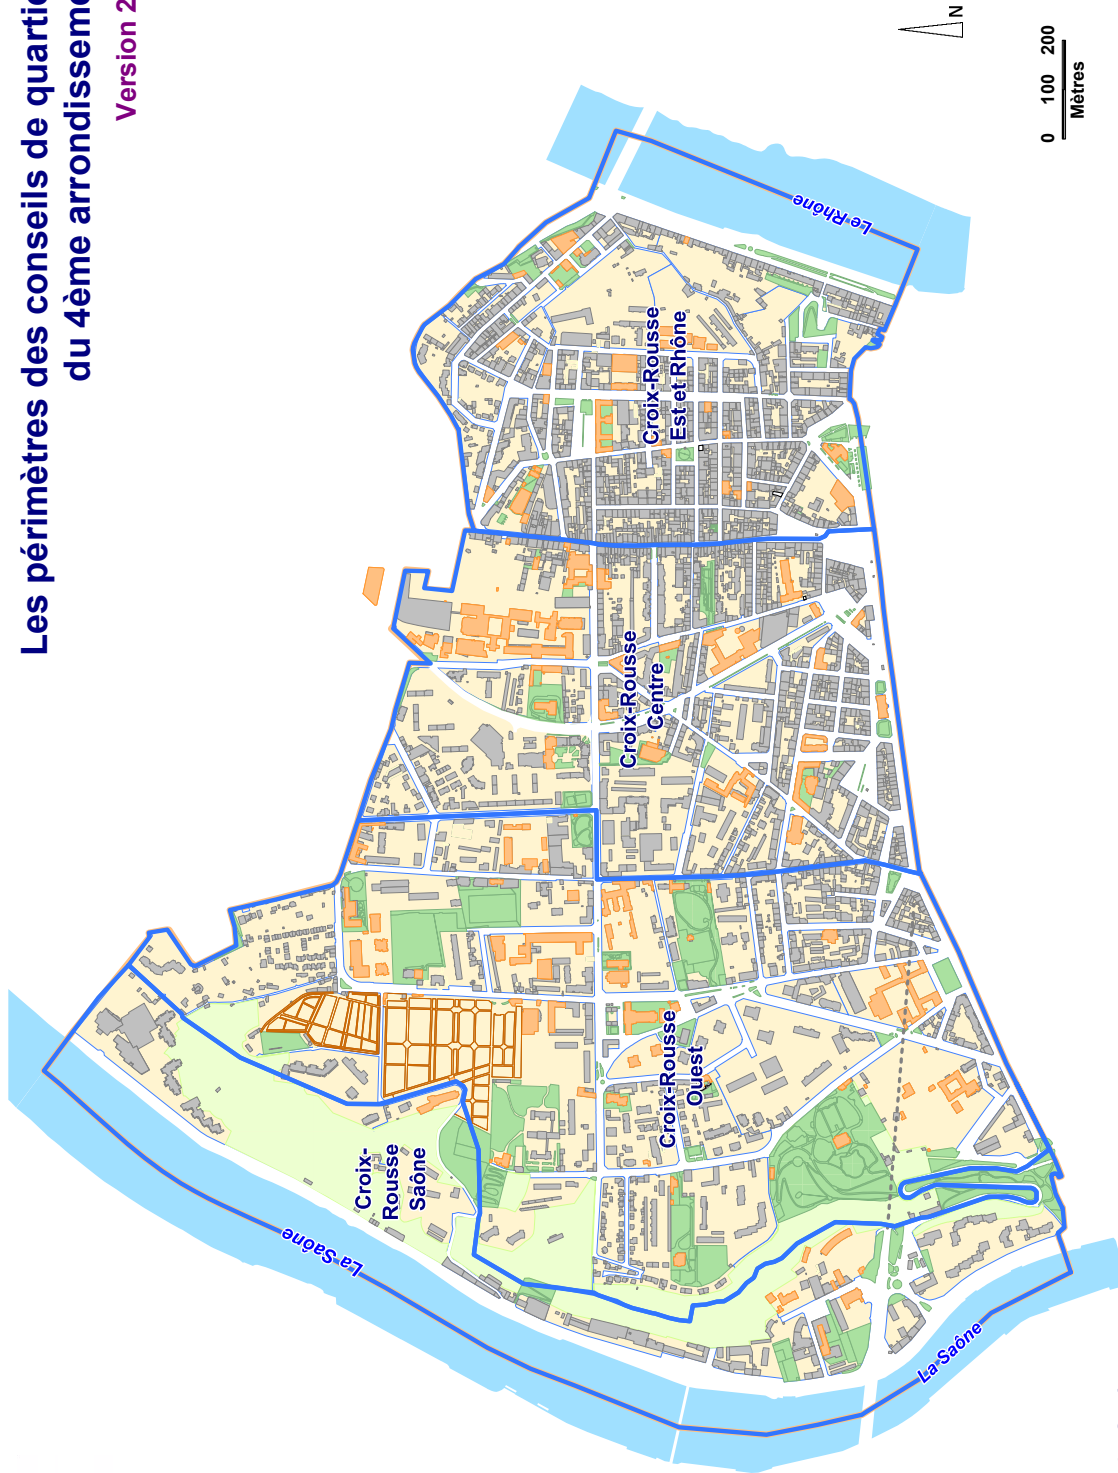 Les périmètres des conseils de quartie
du 4ème arrondisseme
Version 2
N
0 100 200
Mètres
Le Rhône
Croix-Rousse
Est et Rhône
Croix-Rousse
Centre
Croix-Rousse
Ouest
Croix-
Rousse
Saône
La Saône
La Saône